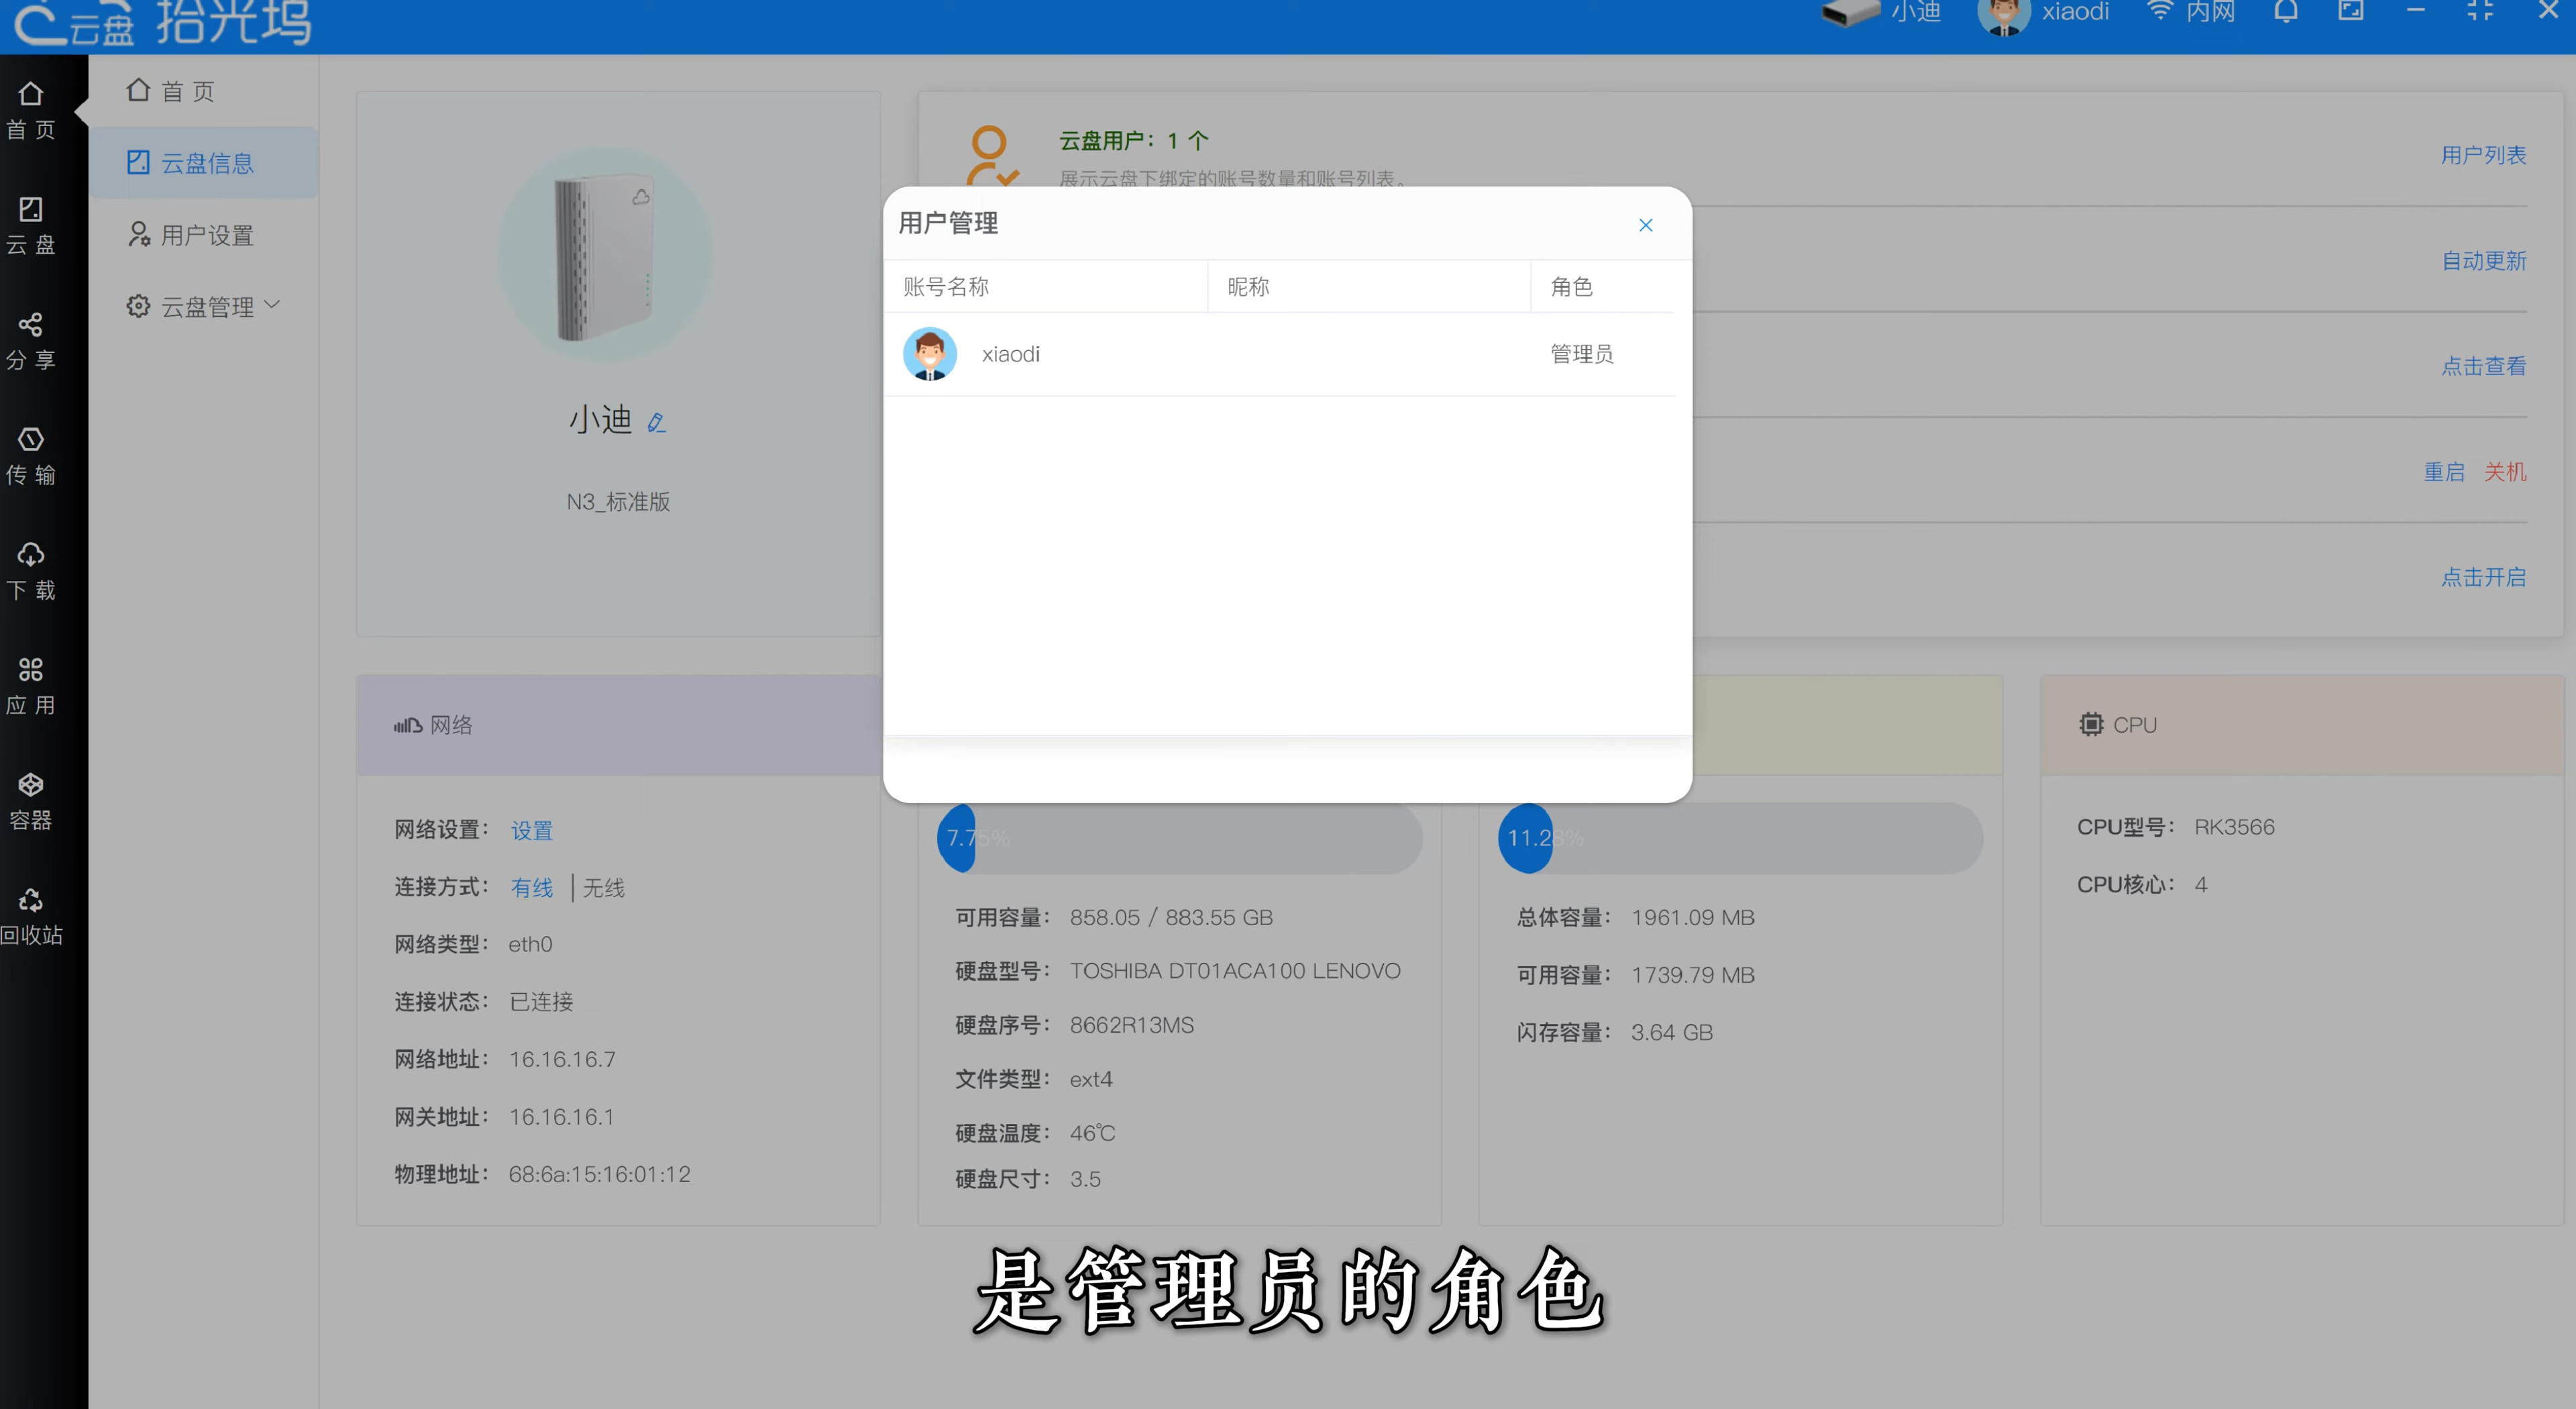 云盘 拾光坞
小迪 xiaodi 内网
首页
云盘
分享
传输
下载
应用
容器
回收站
首页
云盘信息
用户设置
云盘管理
小迪
N3_标准版
云盘用户：1 个
展示云盘下绑定的账号数量和账号列表。
用户列表
自动更新
点击查看
重启 关机
点击开启
用户管理
账号名称 昵称 角色
xiaodi 管理员
网络
网络设置： 设置
连接方式： 有线 | 无线
网络类型： eth0
连接状态： 已连接
网络地址： 16.16.16.7
网关地址： 16.16.16.1
物理地址： 68:6a:15:16:01:12
7.75%
可用容量： 858.05 / 883.55 GB
硬盘型号： TOSHIBA DT01ACA100 LENOVO
硬盘序号： 8662R13MS
文件类型： ext4
硬盘温度： 46℃
硬盘尺寸： 3.5
11.28%
总体容量： 1961.09 MB
可用容量： 1739.79 MB
闪存容量： 3.64 GB
CPU
CPU型号： RK3566
CPU核心： 4
是管理员的角色